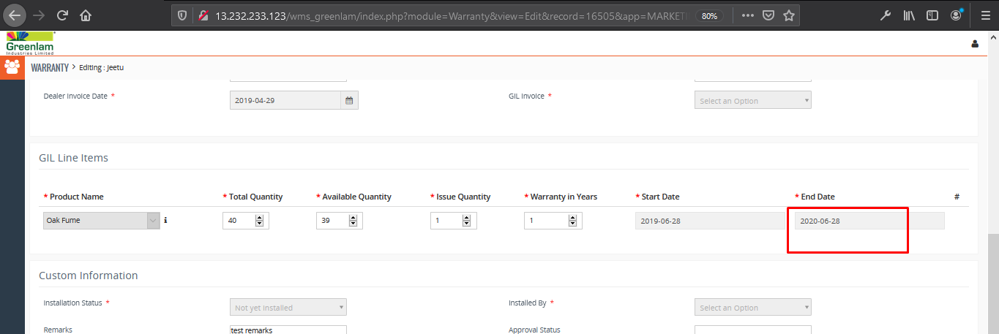 13.232.233.123/wms_greenlam/index.php?module=Warranty&view=Edit&record=16505&app=MARKETI 80%
Greenlam
Industries Limited
WARRANTY > Editing : Jeetu
Dealer Invoice Date * 2019-04-29 GIL Invoice * Select an Option
GIL Line Items
* Product Name * Total Quantity * Available Quantity * Issue Quantity * Warranty in Years * Start Date * End Date #
Oak Fume i 40 39 1 1 2019-06-28 2020-06-28
Custom Information
Installation Status * Not yet Installed Installed By * Select an Option
Remarks test remarks Approval Status